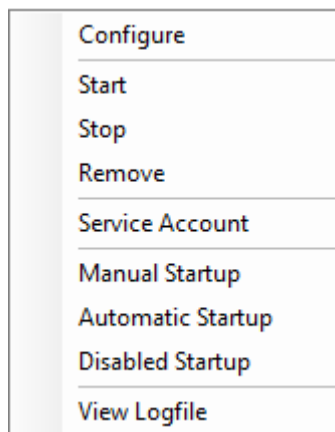 Configure
Start
Stop
Remove
Service Account
Manual Startup
Automatic Startup
Disabled Startup
View Logfile